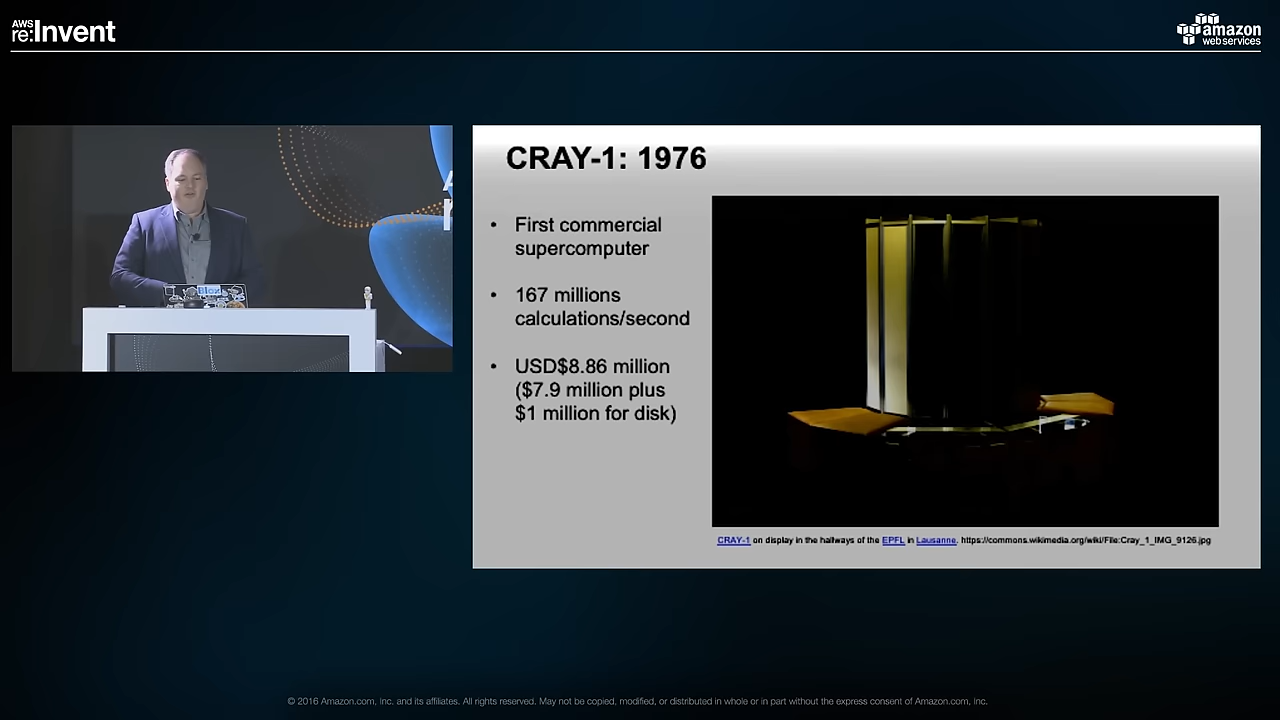 AWS
re:Invent
amazon
web services
CRAY-1: 1976
• First commercial
supercomputer
• 167 millions
calculations/second
• USD$8.86 million
($7.9 million plus
$1 million for disk)
Blox
CRAY-1 on display in the hallways of the EPFL in Lausanne. https://commons.wikimedia.org/wiki/File:Cray_1_IMG_9126.jpg
© 2016 Amazon.com, Inc. and its affiliates. All rights reserved. May not be copied, modified, or distributed in whole or in part without the express consent of Amazon.com, Inc.